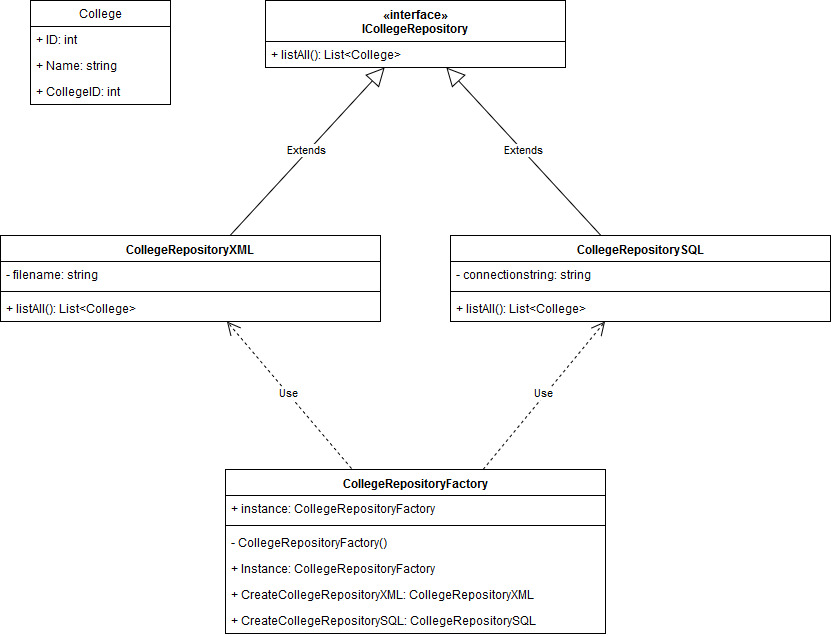 College
+ ID: int
+ Name: string
+ CollegeID: int
«interface»
ICollegeRepository
+ listAll(): List<College>
Extends
Extends
CollegeRepositoryXML
- filename: string
+ listAll(): List<College>
CollegeRepositorySQL
- connectionstring: string
+ listAll(): List<College>
Use
Use
CollegeRepositoryFactory
+ instance: CollegeRepositoryFactory
- CollegeRepositoryFactory()
+ Instance: CollegeRepositoryFactory
+ CreateCollegeRepositoryXML: CollegeRepositoryXML
+ CreateCollegeRepositorySQL: CollegeRepositorySQL